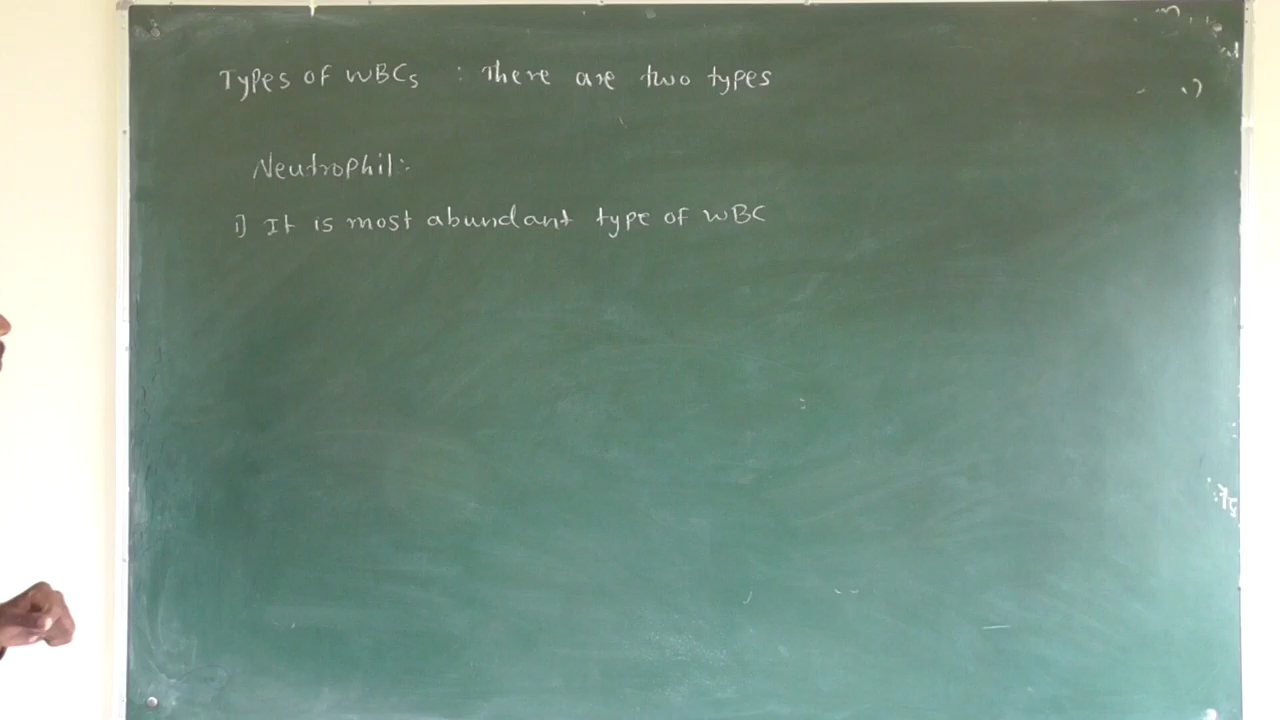 Types of WBCs : There are two types
Neutrophil:-
i) It is most abundant type of WBC